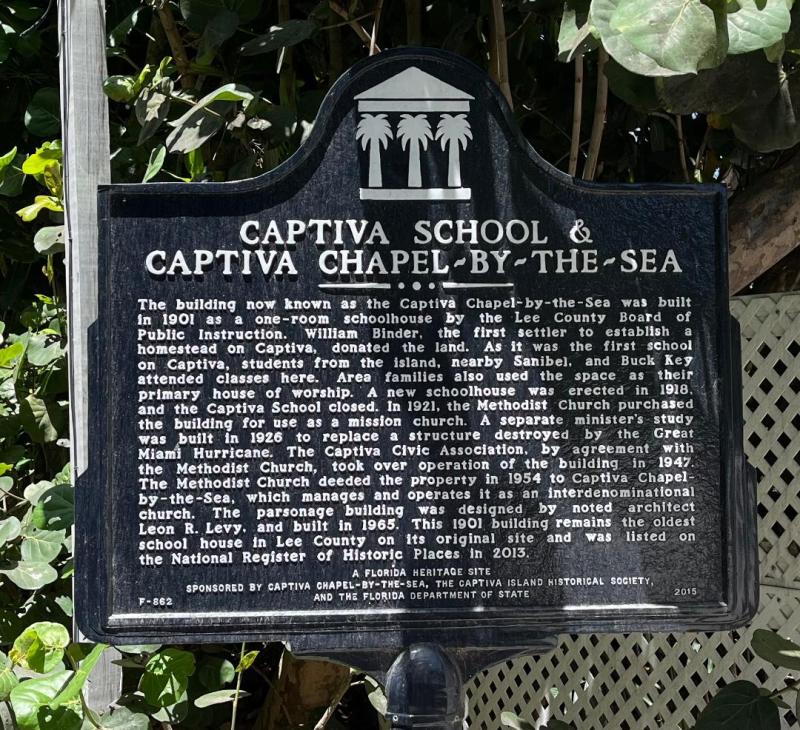 CAPTIVA SCHOOL &
CAPTIVA CHAPEL-BY-THE-SEA
The building now known as the Captiva Chapel-by-the-Sea was built
in 1901 as a one-room schoolhouse by the Lee County Board of
Public Instruction. William Binder, the first settler to establish a
homestead on Captiva, donated the land. As it was the first school
on Captiva, students from the island, nearby Sanibel, and Buck Key
attended classes here. Area families also used the space as their
primary house of worship. A new schoolhouse was erected in 1918,
and the Captiva School closed. In 1921, the Methodist Church purchased
the building for use as a mission church. A separate minister's study
was built in 1926 to replace a structure destroyed by the Great
Miami Hurricane. The Captiva Civic Association, by agreement with
the Methodist Church, took over operation of the building in 1947.
The Methodist Church deeded the property in 1954 to Captiva Chapel-
by-the-Sea, which manages and operates it as an interdenominational
church. The parsonage building was designed by noted architect
Leon R. Levy, and built in 1965. This 1901 building remains the oldest
school house in Lee County on its original site and was listed on
the National Register of Historic Places in 2013.
A FLORIDA HERITAGE SITE
SPONSORED BY CAPTIVA CHAPEL-BY-THE-SEA, THE CAPTIVA ISLAND HISTORICAL SOCIETY,
AND THE FLORIDA DEPARTMENT OF STATE
F-862 2015